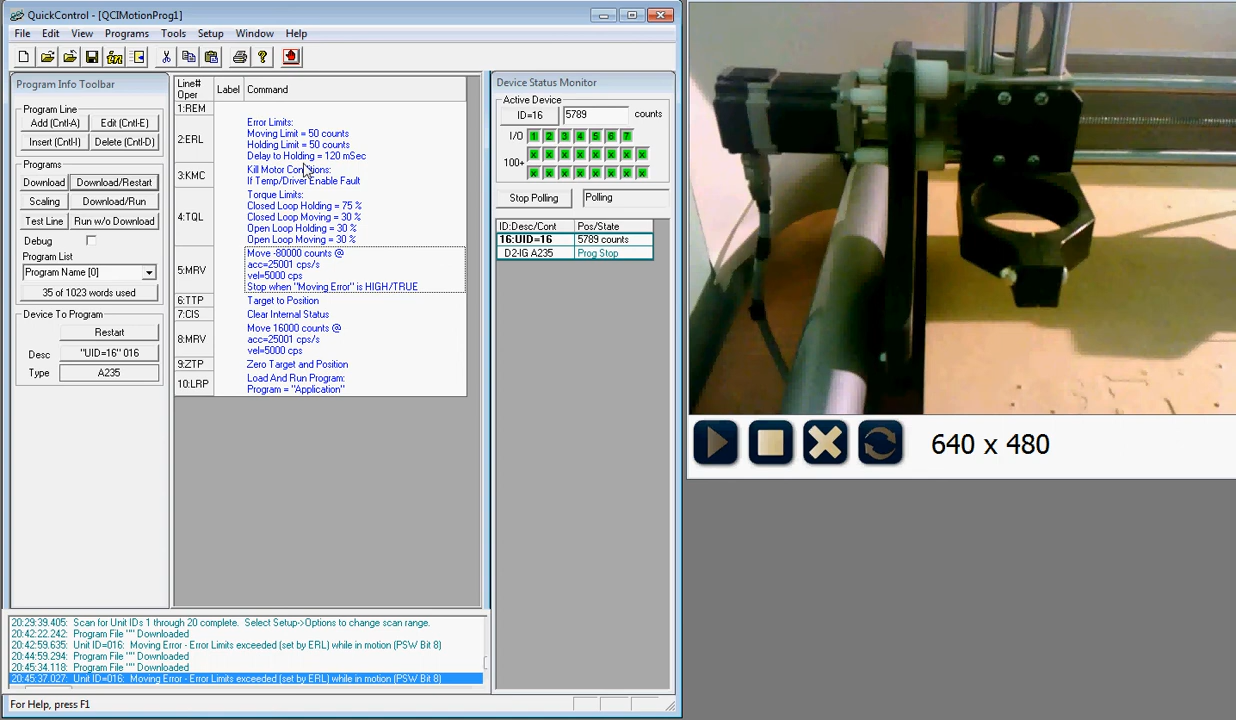 QuickControl - [QCIMotionProg1]
File Edit View Programs Tools Setup Window Help
Program Info Toolbar
Program Line
Add (Cntl-A) Edit (Cntl-E)
Insert (Cntl-I) Delete (Cntl-D)
Programs
Download Download/Restart
Scaling Download/Run
Test Line Run w/o Download
Debug
Program List
Program Name [0]
35 of 1023 words used
Device To Program
Restart
Desc "UID=16" 016
Type A235
Line# Oper Label Command
1:REM
2:ERL Error Limits:
Moving Limit = 50 counts
Holding Limit = 50 counts
Delay to Holding = 120 mSec
3:KMC Kill Motor Conditions:
If Temp/Driver Enable Fault
4:TQL Torque Limits:
Closed Loop Holding = 75 %
Closed Loop Moving = 30 %
Open Loop Holding = 30 %
Open Loop Moving = 30 %
5:MRV Move -80000 counts @
acc=25001 cps/s
vel=5000 cps
Stop when "Moving Error" is HIGH/TRUE
6:TTP Target to Position
7:CIS Clear Internal Status
8:MRV Move 16000 counts @
acc=25001 cps/s
vel=5000 cps
9:ZTP Zero Target and Position
10:LRP Load And Run Program:
Program = "Application"
Device Status Monitor
Active Device
ID=16 5789 counts
I/O 1 2 3 4 5 6 7
100+ x x x x x x x x
x x x x x x x x
Stop Polling Polling
ID:Desc/Cont Pos/State
16:UID=16 5789 counts
D2-IG A235 Prog Stop
20:29:39.405: Scan for Unit IDs 1 through 20 complete. Select Setup->Options to change scan range.
20:42:22.242: Program File "" Downloaded
20:42:59.635: Unit ID=016: Moving Error - Error Limits exceeded (set by ERL) while in motion (PSW Bit 8)
20:44:59.294: Program File "" Downloaded
20:45:34.118: Program File "" Downloaded
20:45:37.027: Unit ID=016: Moving Error - Error Limits exceeded (set by ERL) while in motion (PSW Bit 8)
For Help, press F1
640 x 480